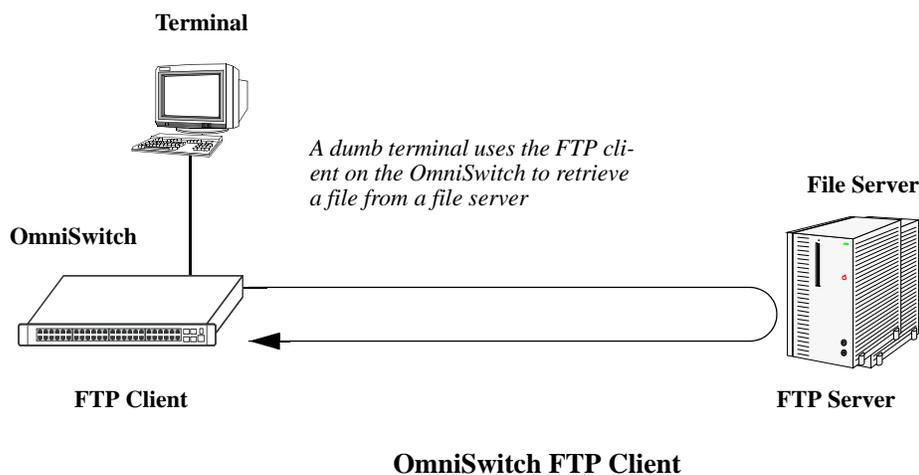 Terminal
A dumb terminal uses the FTP cli-
ent on the OmniSwitch to retrieve
a file from a file server
File Server
OmniSwitch
FTP Client
FTP Server
OmniSwitch FTP Client